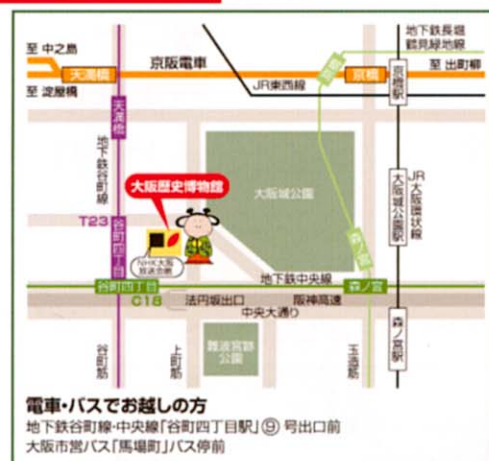 地下鉄長堀
鶴見緑地線
至 中之島
京阪電車
天満橋
京橋
至 出町柳
至 淀屋橋
JR東西線
京橋駅
天満橋
地下鉄谷町線
大阪歴史博物館
大阪城公園
大阪城公園駅
JR大阪環状線
T23
谷町四丁目
NHK大阪
放送会館
森ノ宮
地下鉄中央線
谷町四丁目
森ノ宮
C18
法円坂出口
阪神高速
中央大通り
谷町筋
上町筋
難波宮跡
公園
玉造筋
森ノ宮駅
電車・バスでお越しの方
地下鉄谷町線・中央線「谷町四丁目駅」⑨ 号出口前
大阪市営バス「馬場町」バス停前